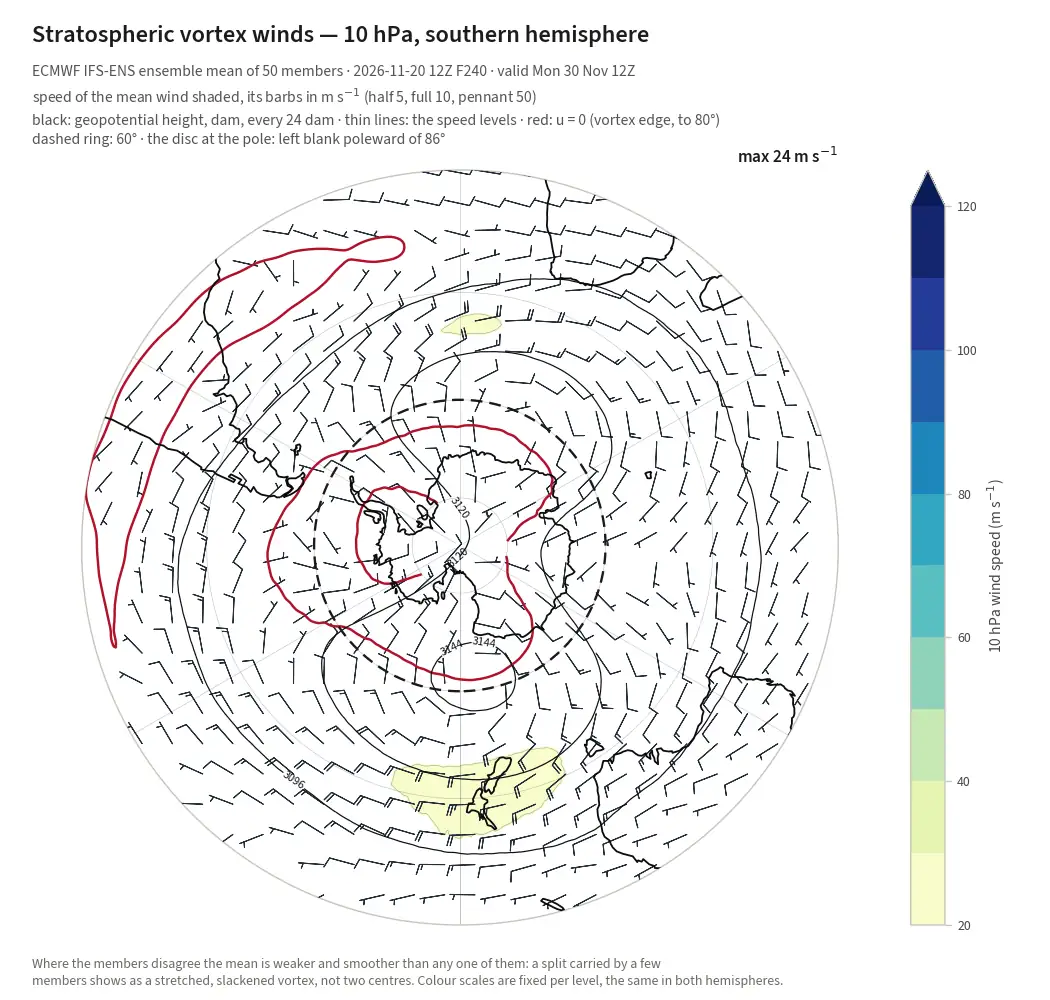 Stratospheric vortex winds — 10 hPa, southern hemisphere
ECMWF IFS-ENS ensemble mean of 50 members · 2026-11-20 12Z F240 · valid Mon 30 Nov 12Z
speed of the mean wind shaded, its barbs in m s⁻¹ (half 5, full 10, pennant 50)
black: geopotential height, dam, every 24 dam · thin lines: the speed levels · red: u = 0 (vortex edge, to 80°)
dashed ring: 60° · the disc at the pole: left blank poleward of 86°
max 24 m s⁻¹
120
100
80
60
40
20
10 hPa wind speed (m s⁻¹)
3120
3120
3144
3144
3096
Where the members disagree the mean is weaker and smoother than any one of them: a split carried by a few
members shows as a stretched, slackened vortex, not two centres. Colour scales are fixed per level, the same in both hemispheres.